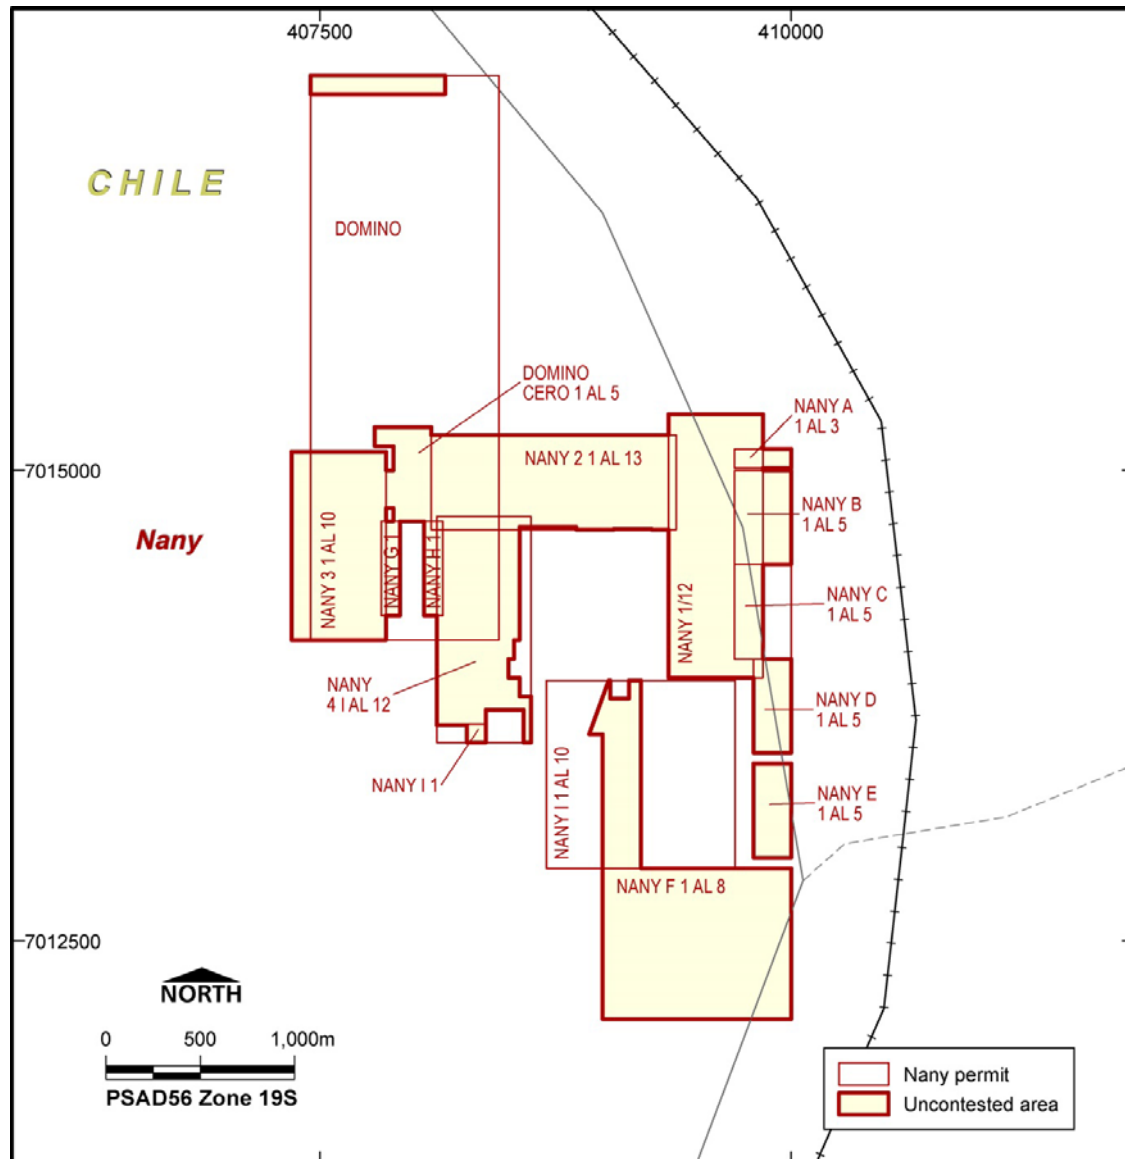 407500
410000
CHILE
DOMINO
DOMINO
CERO 1 AL 5
NANY A
1 AL 3
NANY 2 1 AL 13
7015000
NANY B
1 AL 5
Nany
NANY 3 1 AL 10
NANY G 1
NANY H 1
NANY C
1 AL 5
NANY 1/12
NANY
4 I AL 12
NANY D
1 AL 5
NANY I 1
NANY I 1 AL 10
NANY E
1 AL 5
NANY F 1 AL 8
7012500
NORTH
0 500 1,000m
PSAD56 Zone 19S
Nany permit
Uncontested area